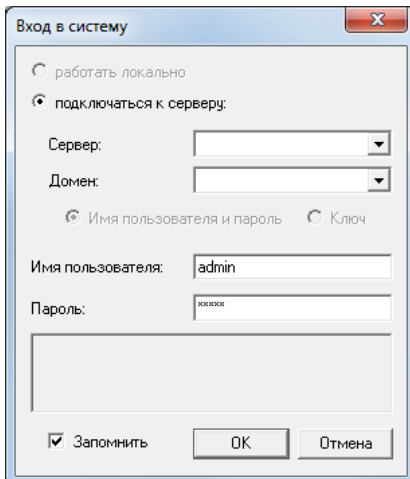 Вход в систему
работать локально
подключаться к серверу:
Сервер:
Домен:
Имя пользователя и пароль Ключ
Имя пользователя: admin
Пароль: xxxxx
Запомнить OK Отмена